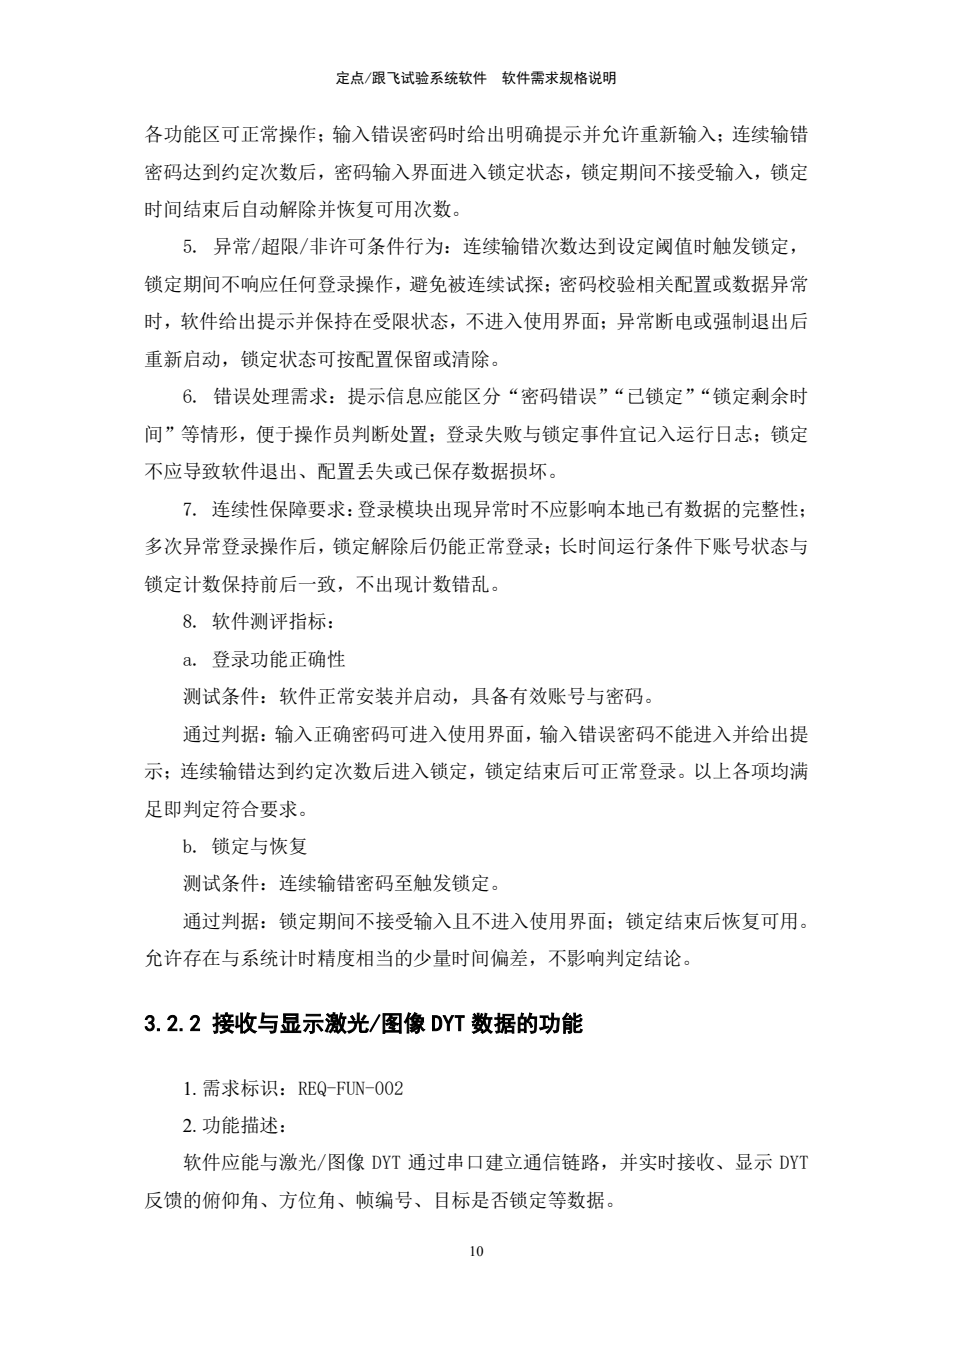 定点/跟飞试验系统软件　软件需求规格说明
各功能区可正常操作；输入错误密码时给出明确提示并允许重新输入；连续输错
密码达到约定次数后，密码输入界面进入锁定状态，锁定期间不接受输入，锁定
时间结束后自动解除并恢复可用次数。
5. 异常/超限/非许可条件行为：连续输错次数达到设定阈值时触发锁定，
锁定期间不响应任何登录操作，避免被连续试探；密码校验相关配置或数据异常
时，软件给出提示并保持在受限状态，不进入使用界面；异常断电或强制退出后
重新启动，锁定状态可按配置保留或清除。
6. 错误处理需求：提示信息应能区分“密码错误”“已锁定”“锁定剩余时
间”等情形，便于操作员判断处置；登录失败与锁定事件宜记入运行日志；锁定
不应导致软件退出、配置丢失或已保存数据损坏。
7. 连续性保障要求：登录模块出现异常时不应影响本地已有数据的完整性；
多次异常登录操作后，锁定解除后仍能正常登录；长时间运行条件下账号状态与
锁定计数保持前后一致，不出现计数错乱。
8. 软件测评指标：
a. 登录功能正确性
测试条件：软件正常安装并启动，具备有效账号与密码。
通过判据：输入正确密码可进入使用界面，输入错误密码不能进入并给出提
示；连续输错达到约定次数后进入锁定，锁定结束后可正常登录。以上各项均满
足即判定符合要求。
b. 锁定与恢复
测试条件：连续输错密码至触发锁定。
通过判据：锁定期间不接受输入且不进入使用界面；锁定结束后恢复可用。
允许存在与系统计时精度相当的少量时间偏差，不影响判定结论。
3.2.2 接收与显示激光/图像 DYT 数据的功能
1.需求标识：REQ-FUN-002
2.功能描述：
软件应能与激光/图像 DYT 通过串口建立通信链路，并实时接收、显示 DYT
反馈的俯仰角、方位角、帧编号、目标是否锁定等数据。
10